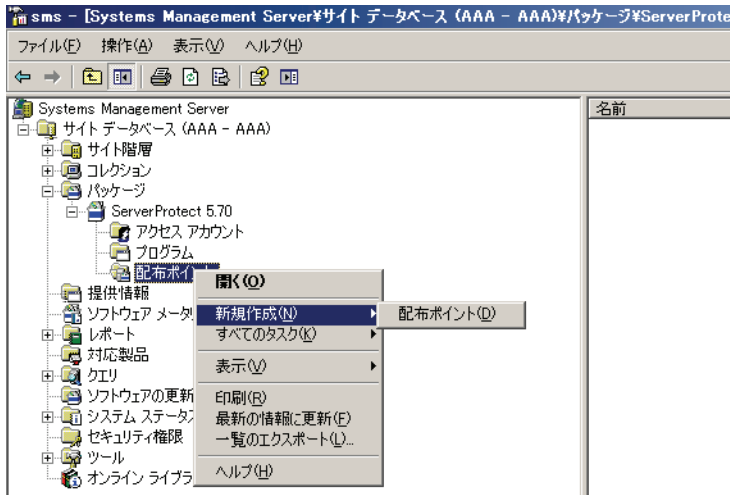 sms - [Systems Management Server¥サイト データベース (AAA - AAA)¥パッケージ¥ServerProte
ファイル(F) 操作(A) 表示(V) ヘルプ(H)
Systems Management Server
名前
サイト データベース (AAA - AAA)
サイト階層
コレクション
パッケージ
ServerProtect 5.70
アクセス アカウント
プログラム
配布ポイント
開く(O)
提供情報
ソフトウェア メータ
新規作成(N)
配布ポイント(D)
レポート
すべてのタスク(K)
対応製品
表示(V)
クエリ
ソフトウェアの更新
印刷(R)
システム ステータス
最新の情報に更新(F)
セキュリティ権限
一覧のエクスポート(L)...
ツール
オンライン ライブラ
ヘルプ(H)